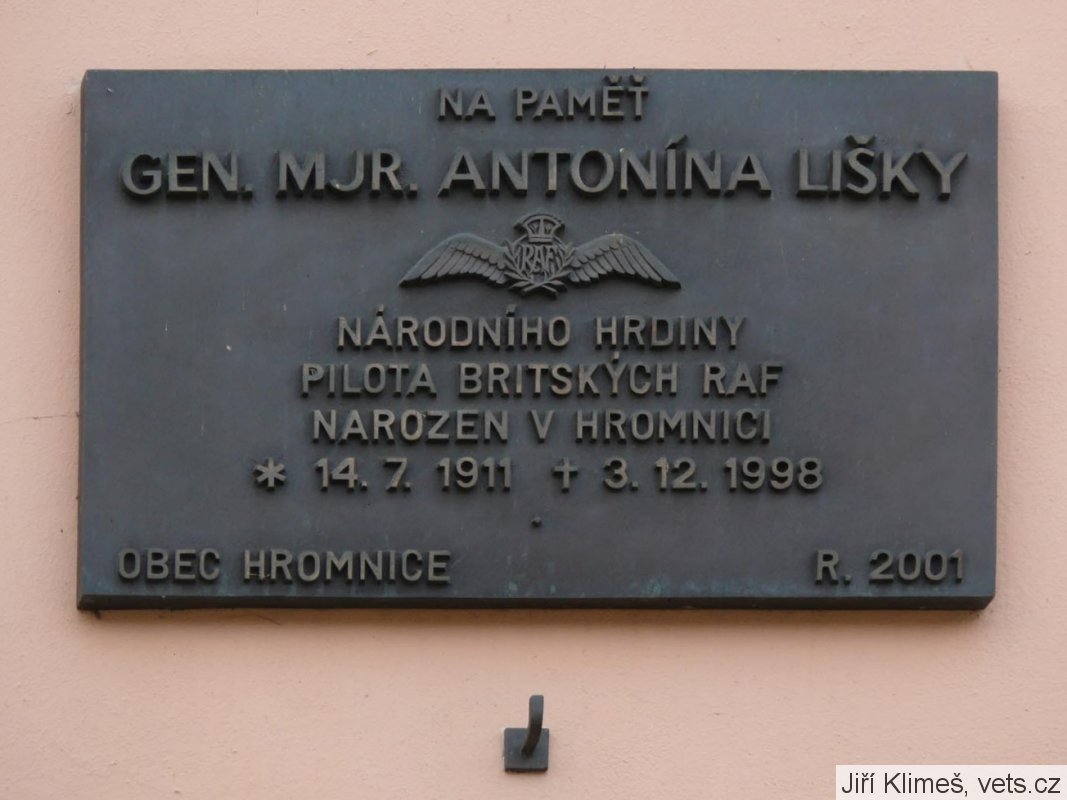 NA PAMĚŤ
GEN. MJR. ANTONÍNA LIŠKY
RAF
NÁRODNÍHO HRDINY
PILOTA BRITSKÝCH RAF
NAROZEN V HROMNICI
* 14. 7. 1911 † 3. 12. 1998
OBEC HROMNICE R. 2001
Jiří Klimeš, vets.cz